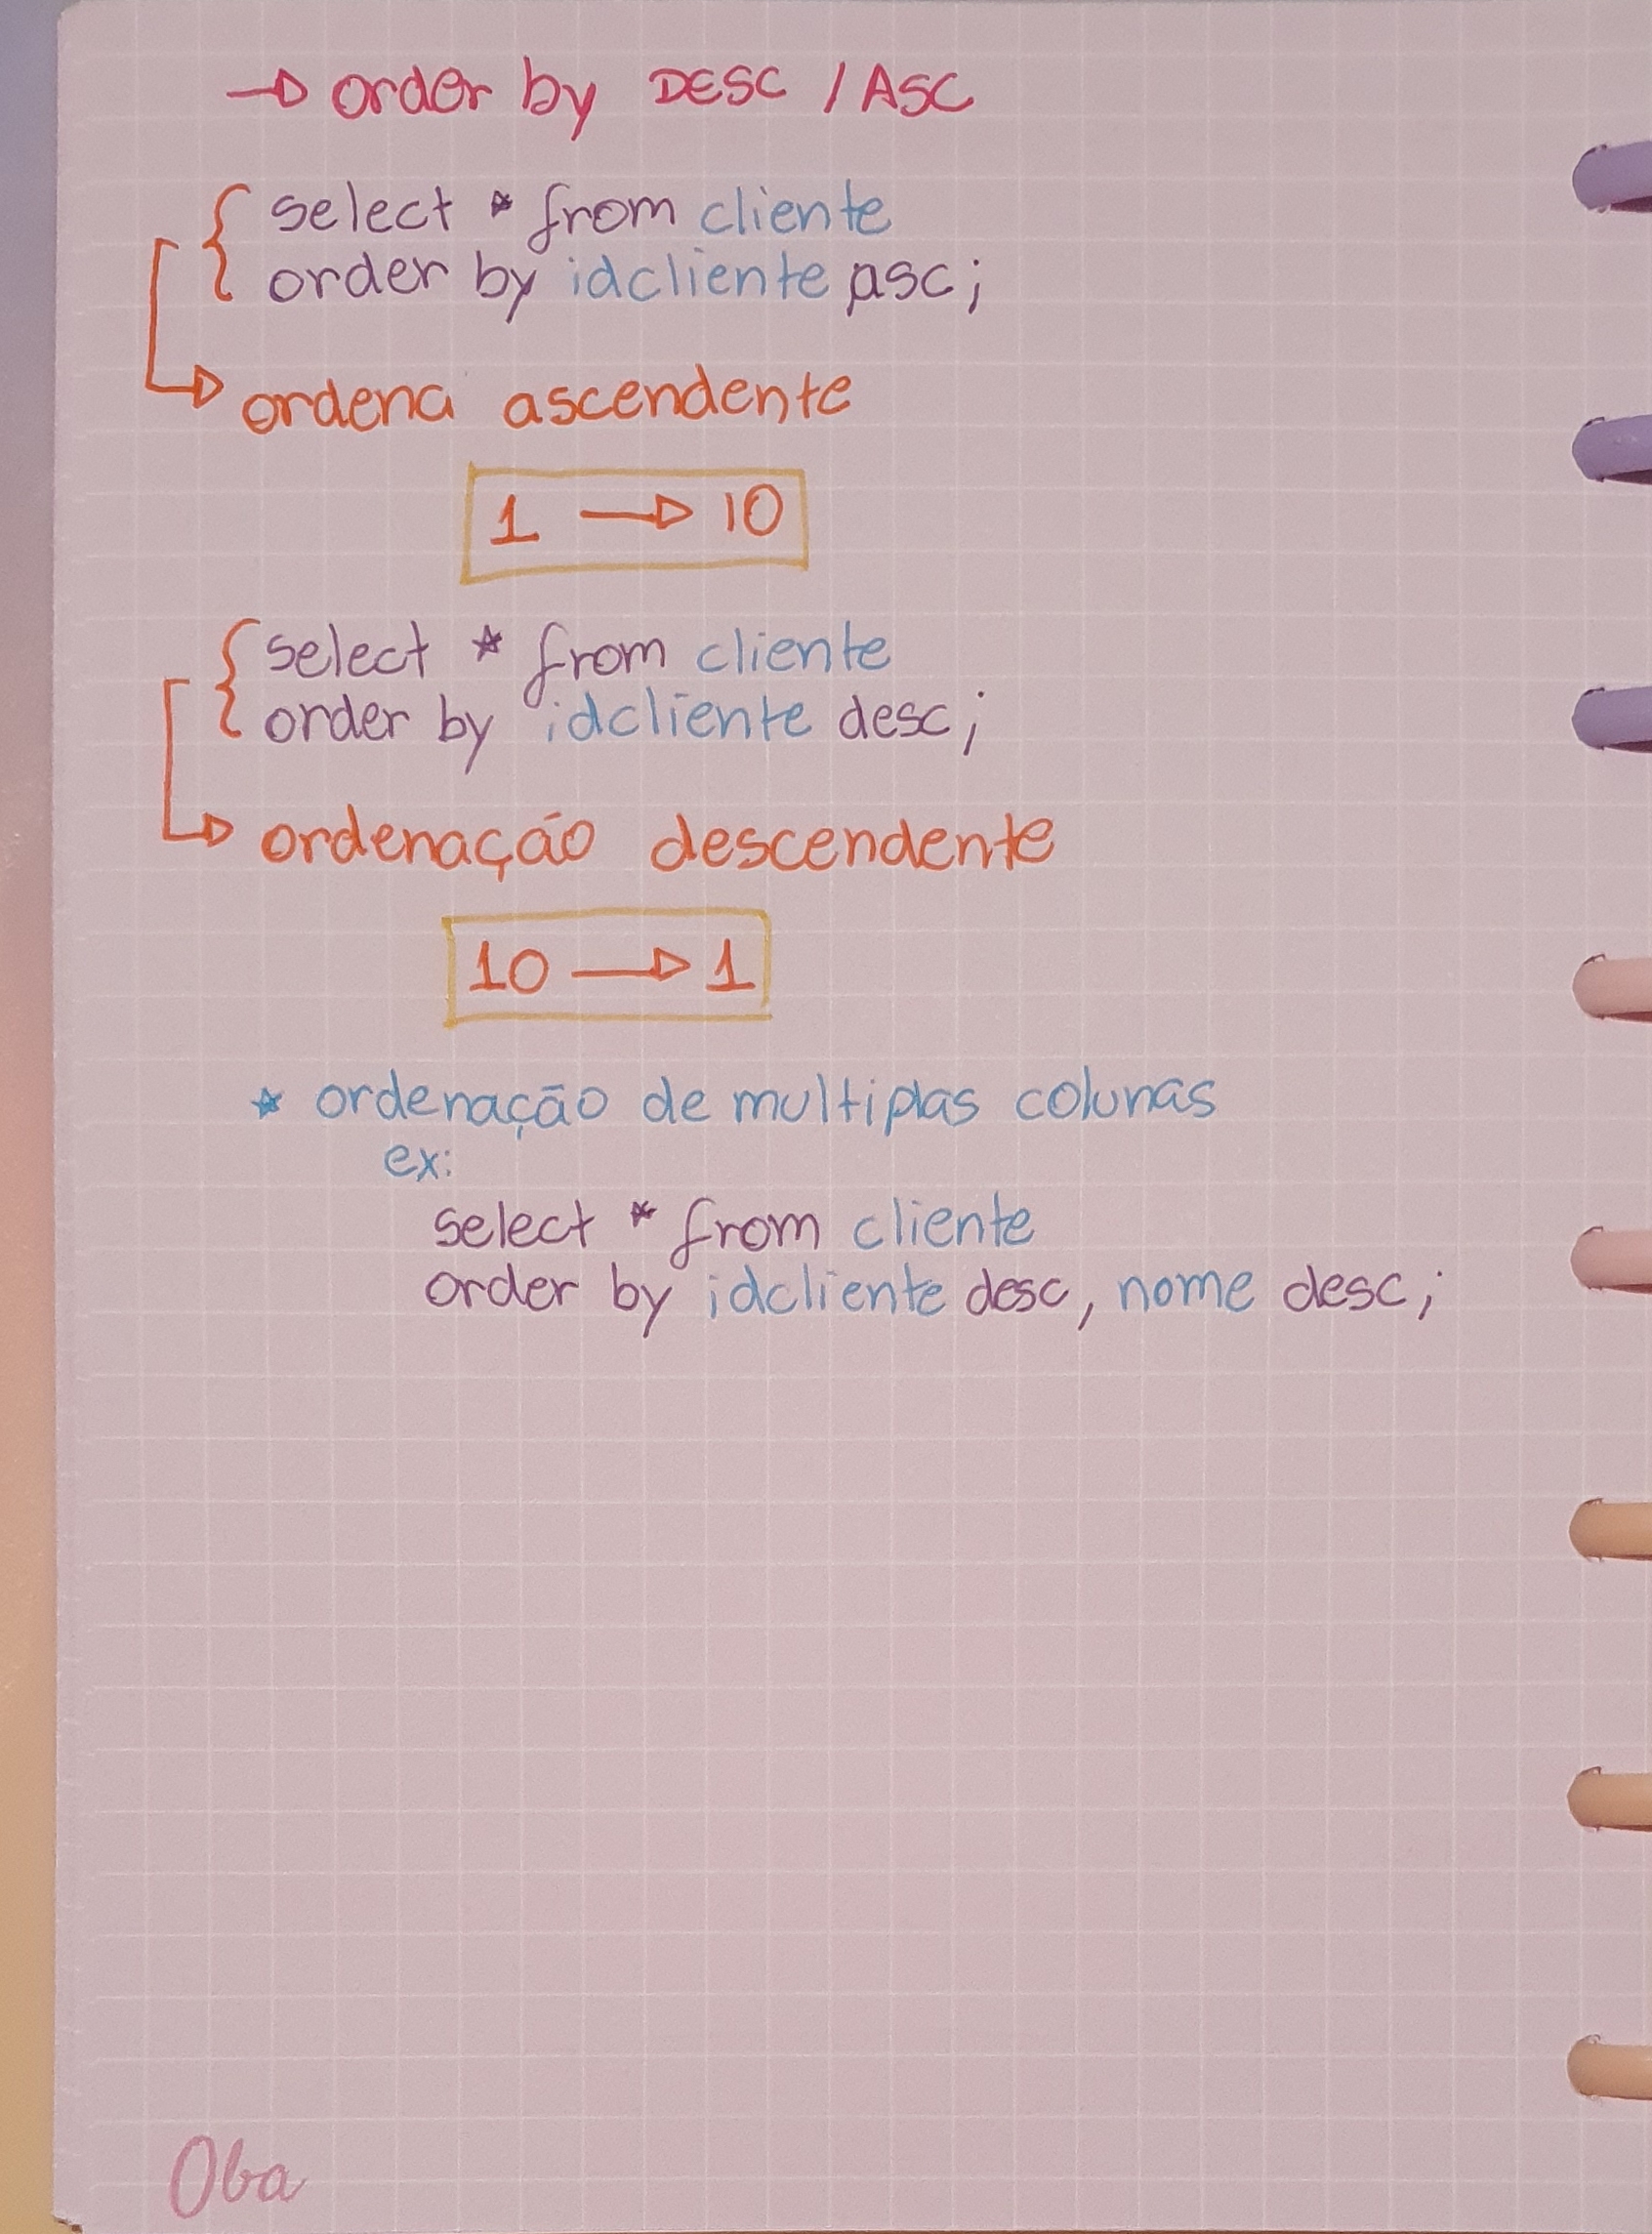 → order by DESC / ASC
select * from cliente
order by idcliente asc;
ordena ascendente
1 → 10
select * from cliente
order by idcliente desc;
ordenação descendente
10 → 1
* ordenação de multiplas colunas
ex:
select * from cliente
order by idcliente desc, nome desc;
Oba